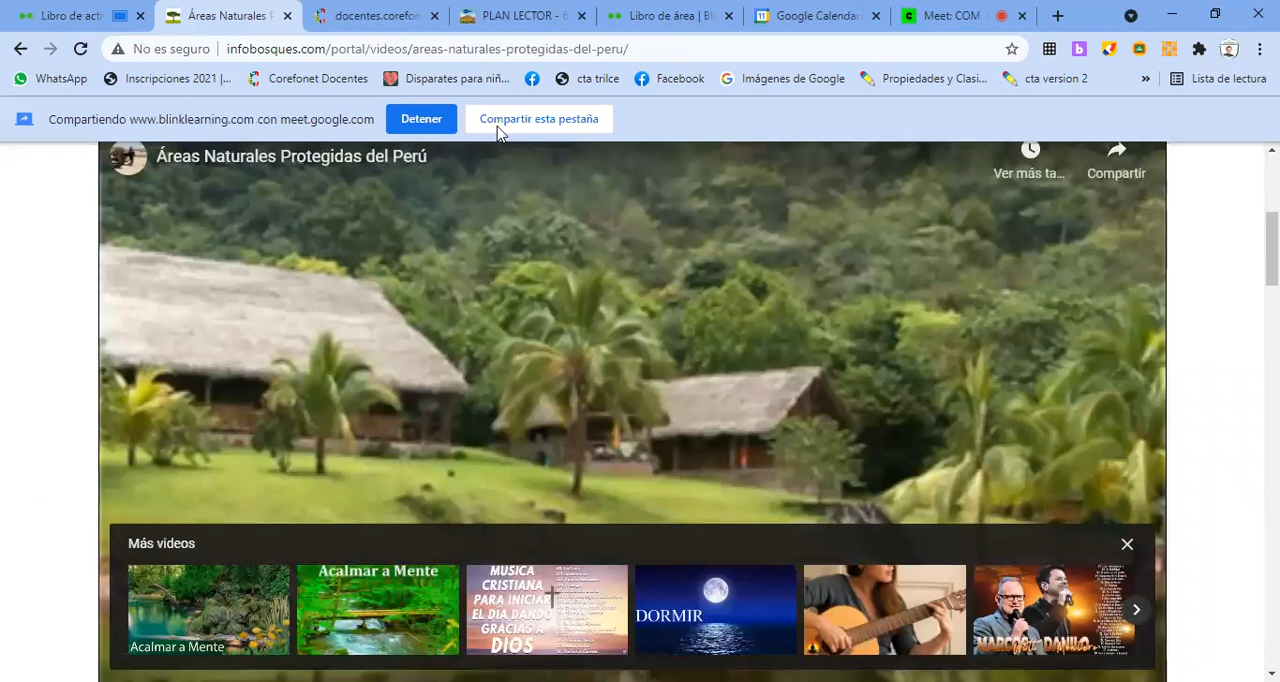 Libro de acti
Áreas Naturales P
docentes.corefon
PLAN LECTOR - 6
Libro de área | Bli
Google Calendar
Meet: COM.
No es seguro
infobosques.com/portal/videos/areas-naturales-protegidas-del-peru/
WhatsApp
Inscripciones 2021 |...
Corefonet Docentes
Disparates para niñ...
cta trilce
Facebook
Imágenes de Google
Propiedades y Clasi...
cta version 2
»
Lista de lectura
Compartiendo www.blinklearning.com con meet.google.com
Detener
Compartir esta pestaña
Áreas Naturales Protegidas del Perú
Ver más ta...
Compartir
Más videos
Acalmar a Mente
Acalmar a Mente
MUSICA
CRISTIANA
PARA INICIAR
EL DIA DANDO
GRACIAS A
DIOS
DORMIR
MARCOS
DANILO